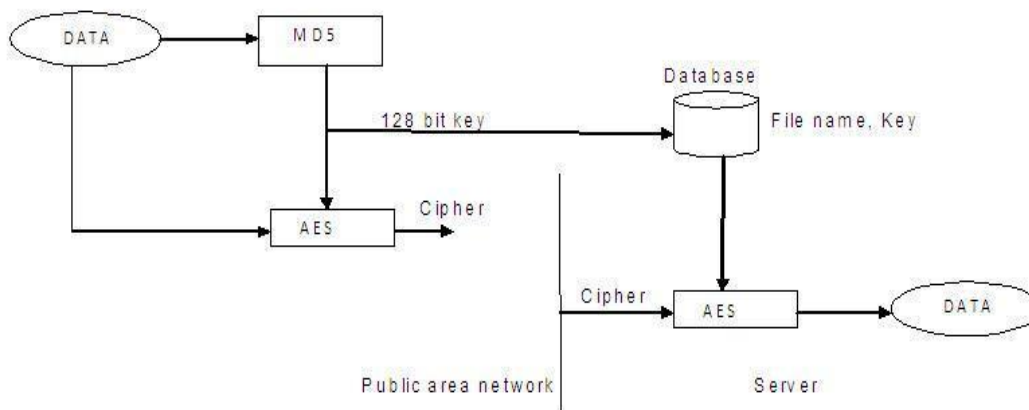 DATA
MD5
Database
128 bit key
File name, Key
Cipher
AES
Cipher
AES
DATA
Public area network
Server